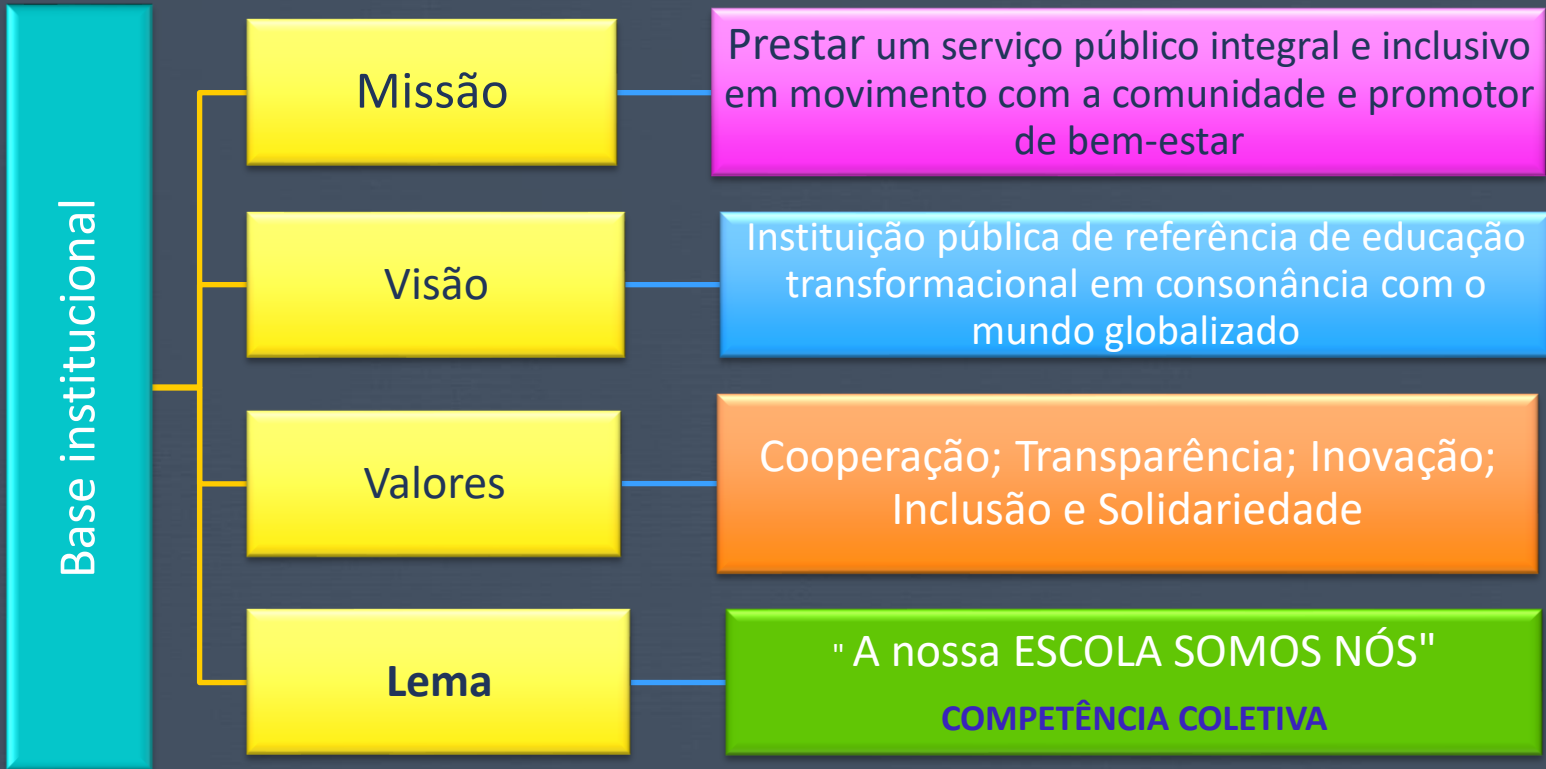 Base institucional
Missão
Prestar um serviço público integral e inclusivo
em movimento com a comunidade e promotor
de bem-estar
Visão
Instituição pública de referência de educação
transformacional em consonância com o
mundo globalizado
Valores
Cooperação; Transparência; Inovação;
Inclusão e Solidariedade
Lema
" A nossa ESCOLA SOMOS NÓS"
COMPETÊNCIA COLETIVA